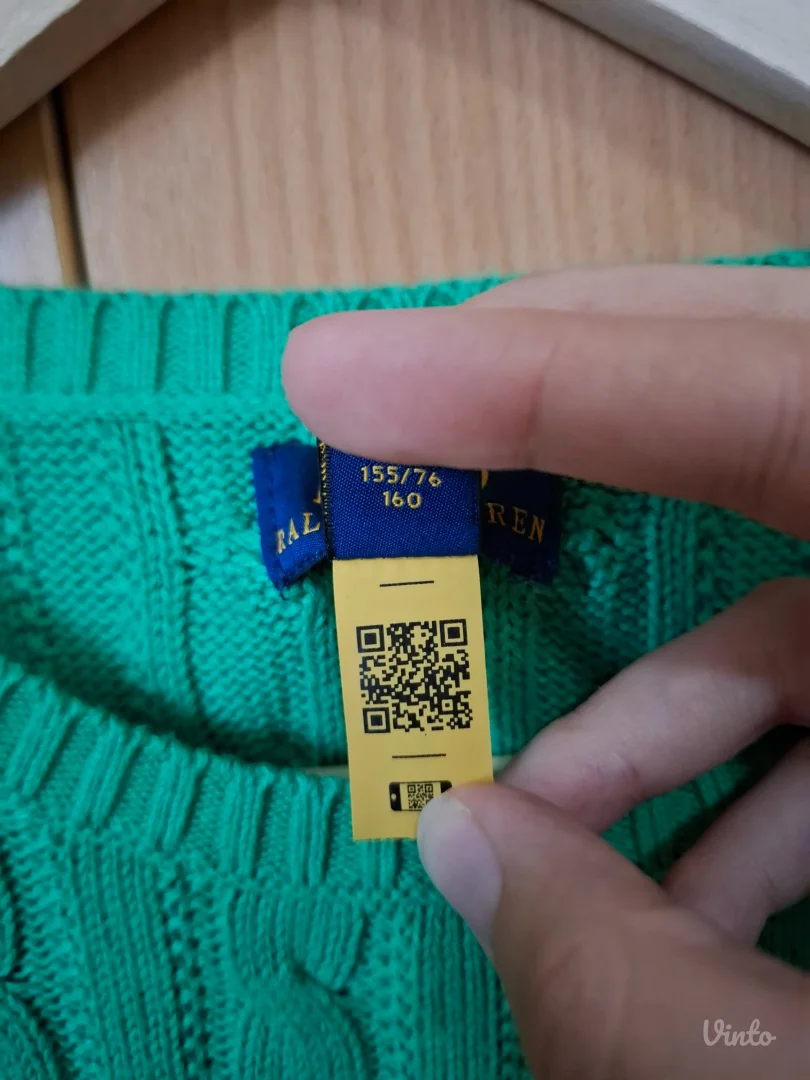 155/76
160
RAL REN
Vinto